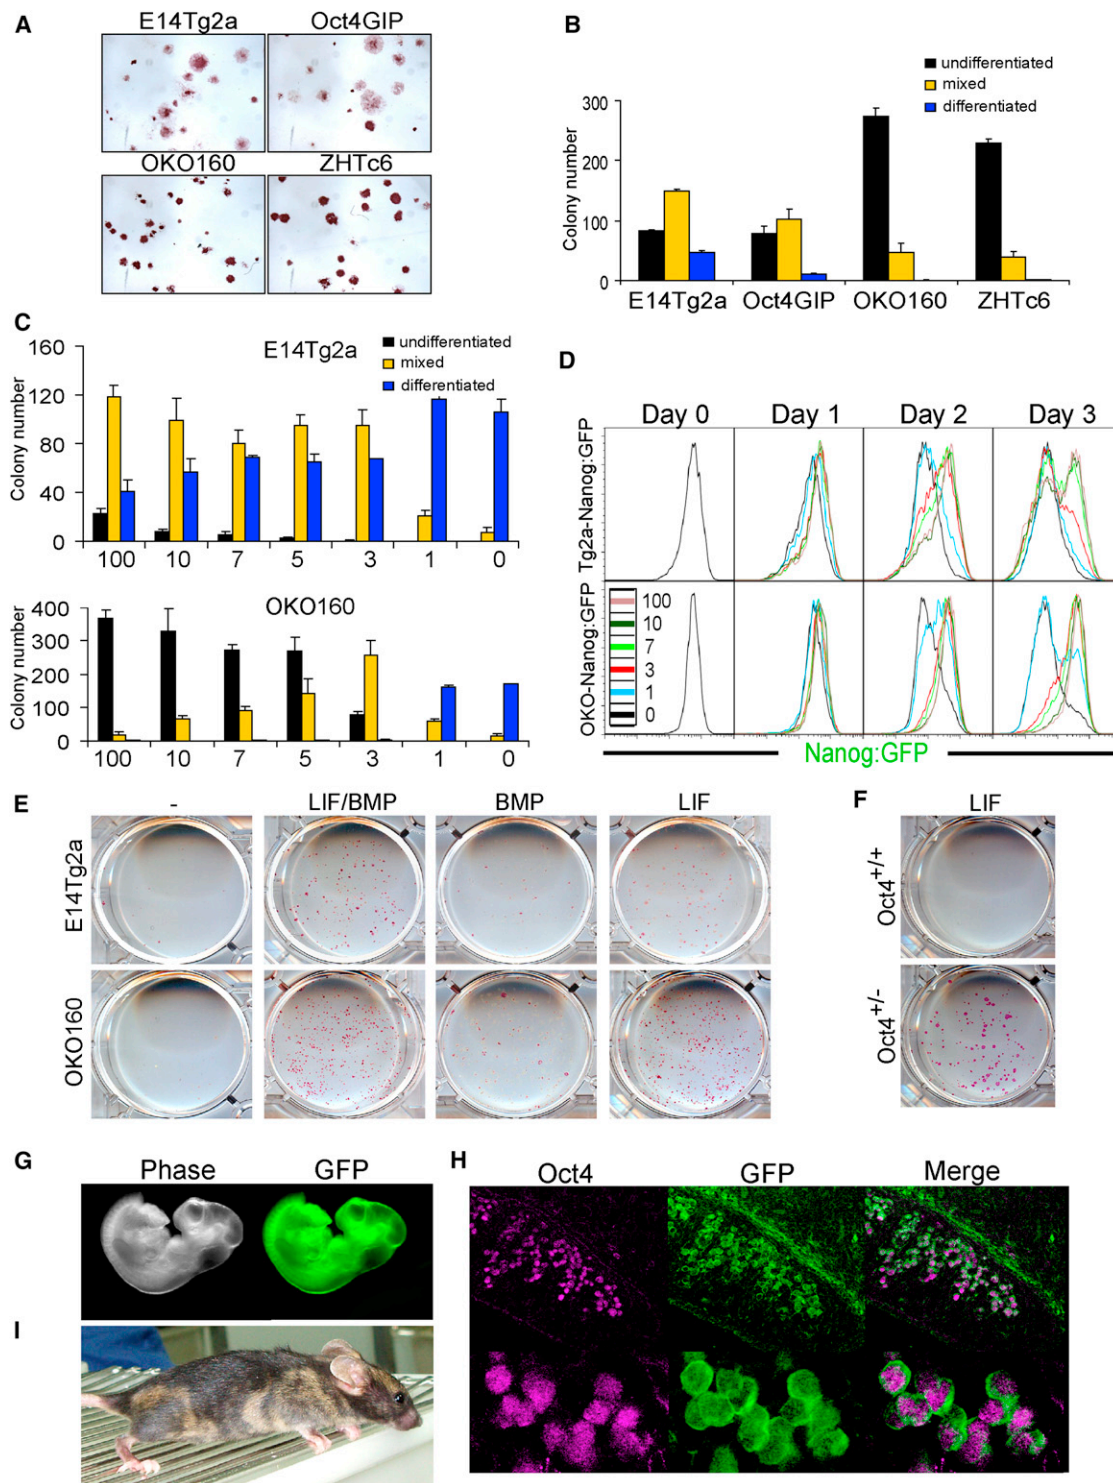 A
E14Tg2a Oct4GIP
OKO160 ZHTc6
B
undifferentiated
mixed
differentiated
Colony number
300
200
100
0
E14Tg2a Oct4GIP OKO160 ZHTc6
C
E14Tg2a
undifferentiated
mixed
differentiated
Colony number
160
120
80
40
0
100 10 7 5 3 1 0
OKO160
Colony number
400
300
200
100
0
100 10 7 5 3 1 0
D
Day 0 Day 1 Day 2 Day 3
Tg2a-Nanog:GFP
OKO-Nanog:GFP
100
10
7
3
1
0
Nanog:GFP
E
- LIF/BMP BMP LIF
E14Tg2a
OKO160
F
LIF
Oct4+/+
Oct4+/-
G
Phase GFP
H
Oct4 GFP Merge
I